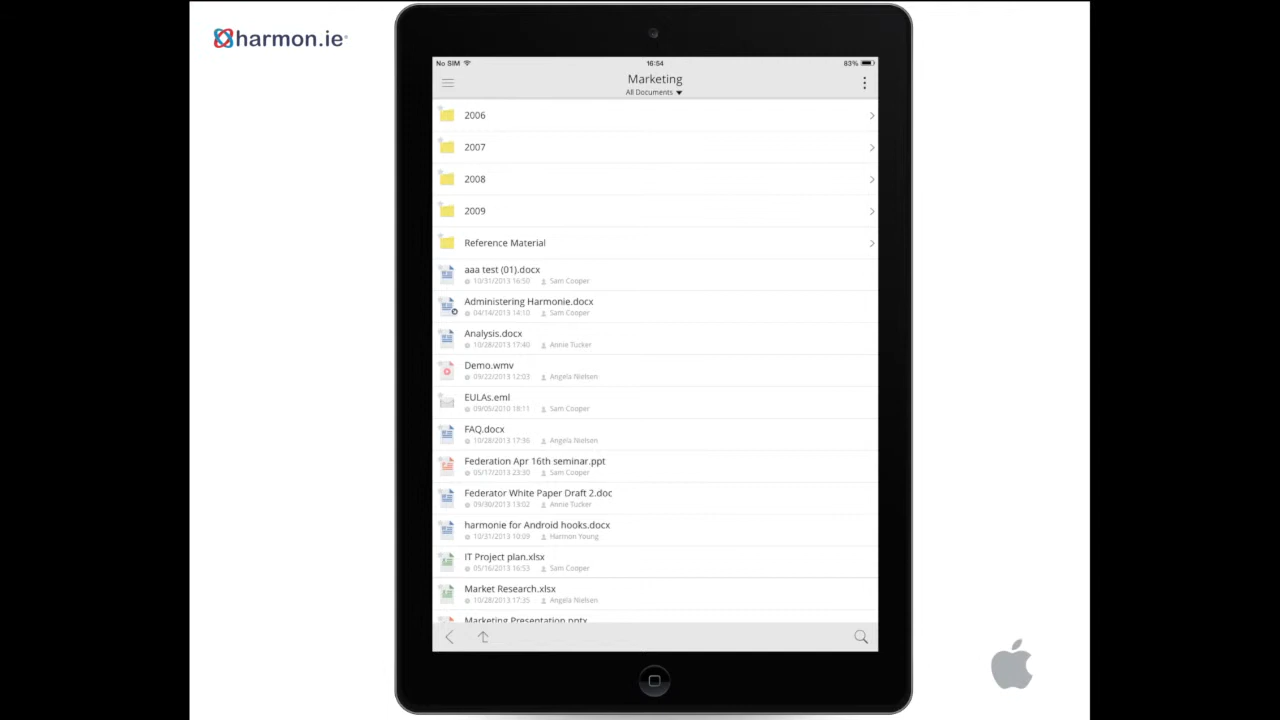 harmon.ie®
No SIM
16:54
83%
Marketing
All Documents
2006
2007
2008
2009
Reference Material
aaa test (01).docx
10/31/2013 16:50 Sam Cooper
Administering Harmonie.docx
04/14/2013 14:10 Sam Cooper
Analysis.docx
10/28/2013 17:40 Annie Tucker
Demo.wmv
09/22/2013 12:03 Angela Nielsen
EULAs.eml
09/05/2010 18:11 Sam Cooper
FAQ.docx
10/28/2013 17:36 Angela Nielsen
Federation Apr 16th seminar.ppt
05/17/2013 23:30 Sam Cooper
Federator White Paper Draft 2.doc
09/30/2013 13:02 Annie Tucker
harmonie for Android hooks.docx
10/31/2013 10:09 Harmon Young
IT Project plan.xlsx
05/16/2013 16:53 Sam Cooper
Market Research.xlsx
10/28/2013 17:35 Angela Nielsen
Marketing Presentation.pptx